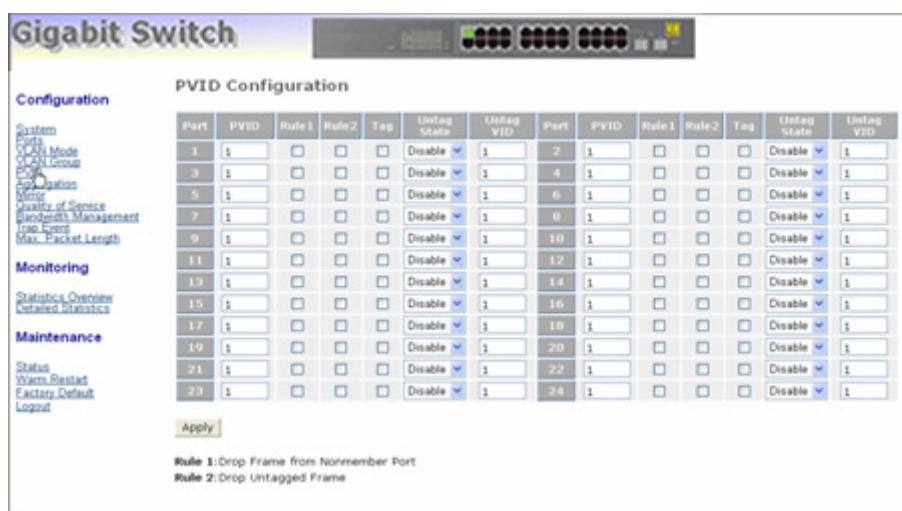 Gigabit Switch
PVID Configuration
Configuration
System
Ports
VLAN Mode
VLAN Group
Mirror
Quality of Service
Bandwidth Management
Trap Event
Max. Packet Length
Monitoring
Statistics Overview
Detailed Statistics
Maintenance
Status
Warm Restart
Factory Default
Logout
Port PVID Rule1 Rule2 Tag Untag State Untag VID Port PVID Rule1 Rule2 Tag Untag State Untag VID
1 1 Disable 1 2 1 Disable 1
3 1 Disable 1 4 1 Disable 1
5 1 Disable 1 6 1 Disable 1
7 1 Disable 1 8 1 Disable 1
9 1 Disable 1 10 1 Disable 1
11 1 Disable 1 12 1 Disable 1
13 1 Disable 1 14 1 Disable 1
15 1 Disable 1 16 1 Disable 1
17 1 Disable 1 18 1 Disable 1
19 1 Disable 1 20 1 Disable 1
21 1 Disable 1 22 1 Disable 1
23 1 Disable 1 24 1 Disable 1
Apply
Rule 1:Drop Frame from Nonmember Port
Rule 2:Drop Untagged Frame